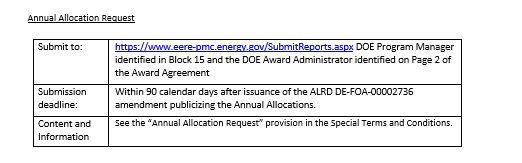 Annual Allocation Request
Submit to: https://www.eere-pmc.energy.gov/SubmitReports.aspx DOE Program Manager
identified in Block 15 and the DOE Award Administrator identified on Page 2 of
the Award Agreement
Submission Within 90 calendar days after issuance of the ALRD DE-FOA-00002736
deadline: amendment publicizing the Annual Allocations.
Content and See the “Annual Allocation Request” provision in the Special Terms and Conditions.
Information